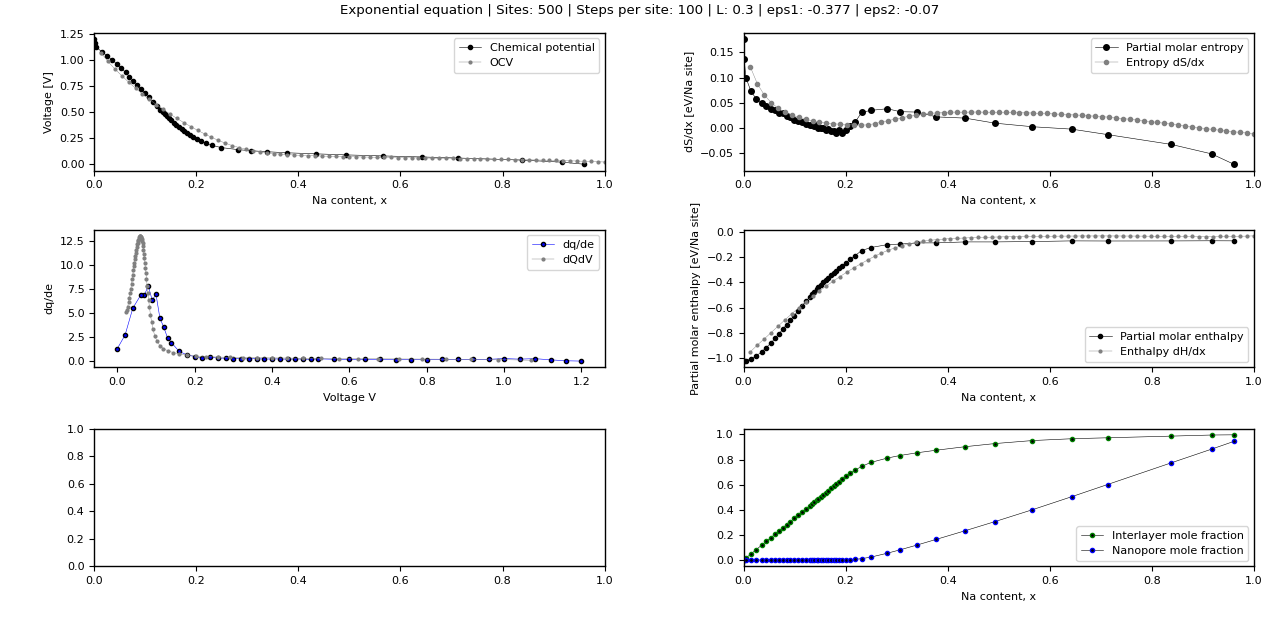 Exponential equation | Sites: 500 | Steps per site: 100 | L: 0.3 | eps1: -0.377 | eps2: -0.07
1.25
1.00
0.75
0.50
0.25
0.00
Voltage [V]
Chemical potential
OCV
0.0 0.2 0.4 0.6 0.8 1.0
Na content, x
0.15
0.10
0.05
0.00
−0.05
dS/dx [eV/Na site]
Partial molar entropy
Entropy dS/dx
0.0 0.2 0.4 0.6 0.8 1.0
Na content, x
12.5
10.0
7.5
5.0
2.5
0.0
dq/de
dq/de
dQdV
0.0 0.2 0.4 0.6 0.8 1.0 1.2
Voltage V
0.0
−0.2
−0.4
−0.6
−0.8
−1.0
Partial molar enthalpy [eV/Na site]
Partial molar enthalpy
Enthalpy dH/dx
0.0 0.2 0.4 0.6 0.8 1.0
Na content, x
1.0
0.8
0.6
0.4
0.2
0.0
0.0 0.2 0.4 0.6 0.8 1.0
1.0
0.8
0.6
0.4
0.2
0.0
Interlayer mole fraction
Nanopore mole fraction
0.0 0.2 0.4 0.6 0.8 1.0
Na content, x